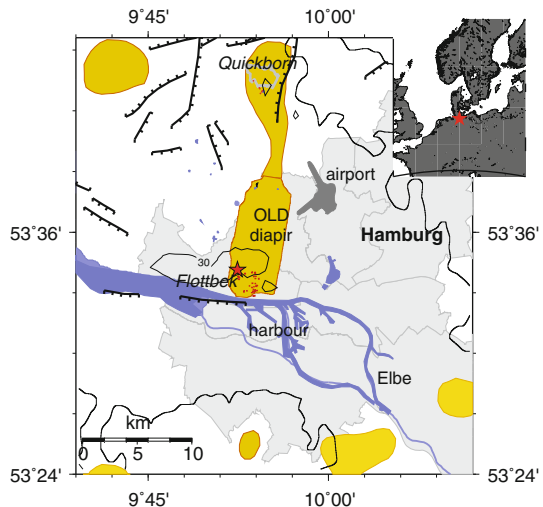 9°45'
10°00'
Quickborn
airport
OLD
diapir
Hamburg
53°36'
53°36'
30
Flottbek
harbour
Elbe
km
0
5
10
53°24'
53°24'
9°45'
10°00'